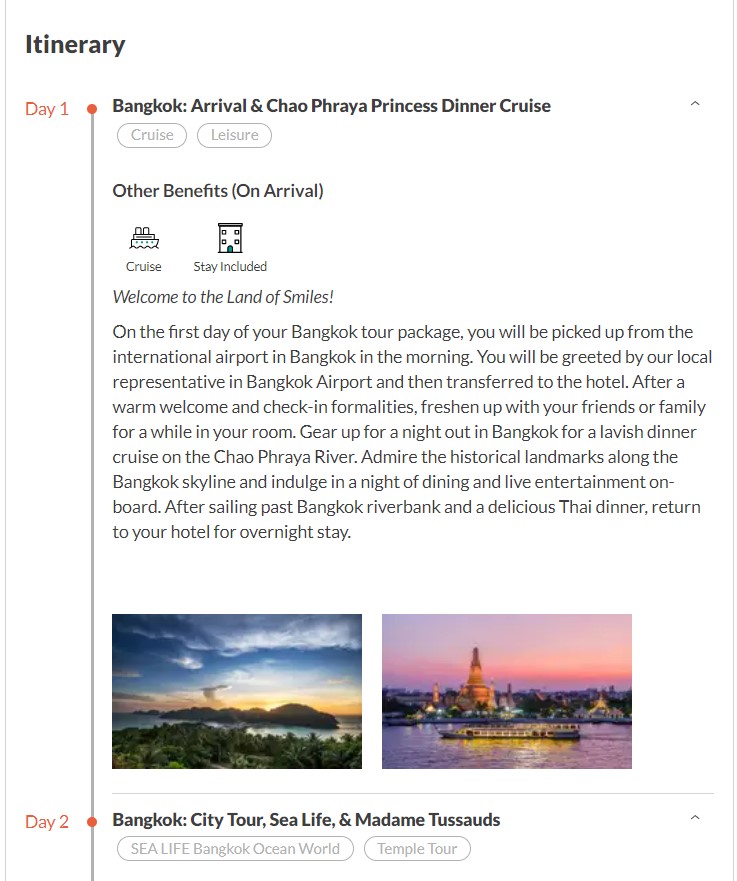 Itinerary
Day 1
Bangkok: Arrival & Chao Phraya Princess Dinner Cruise
Cruise
Leisure
Other Benefits (On Arrival)
Cruise
Stay Included
Welcome to the Land of Smiles!
On the first day of your Bangkok tour package, you will be picked up from the
international airport in Bangkok in the morning. You will be greeted by our local
representative in Bangkok Airport and then transferred to the hotel. After a
warm welcome and check-in formalities, freshen up with your friends or family
for a while in your room. Gear up for a night out in Bangkok for a lavish dinner
cruise on the Chao Phraya River. Admire the historical landmarks along the
Bangkok skyline and indulge in a night of dining and live entertainment on-
board. After sailing past Bangkok riverbank and a delicious Thai dinner, return
to your hotel for overnight stay.
Day 2
Bangkok: City Tour, Sea Life, & Madame Tussauds
SEA LIFE Bangkok Ocean World
Temple Tour